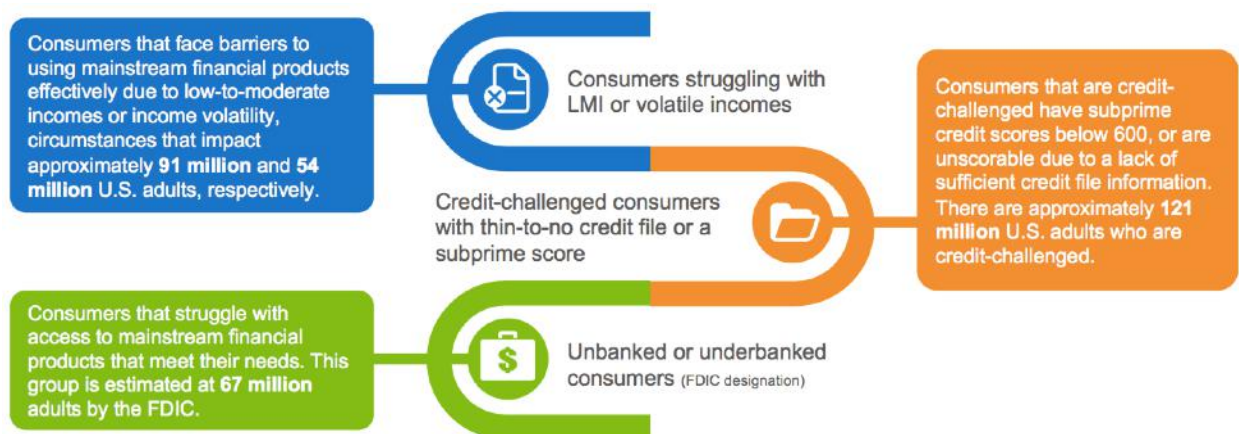 Consumers that face barriers to
using mainstream financial products
effectively due to low-to-moderate
incomes or income volatility,
circumstances that impact
approximately 91 million and 54
million U.S. adults, respectively.
Consumers struggling with
LMI or volatile incomes
Consumers that are credit-
challenged have subprime
credit scores below 600, or are
unscorable due to a lack of
sufficient credit file information.
There are approximately 121
million U.S. adults who are
credit-challenged.
Credit-challenged consumers
with thin-to-no credit file or a
subprime score
Consumers that struggle with
access to mainstream financial
products that meet their needs. This
group is estimated at 67 million
adults by the FDIC.
$
Unbanked or underbanked
consumers (FDIC designation)